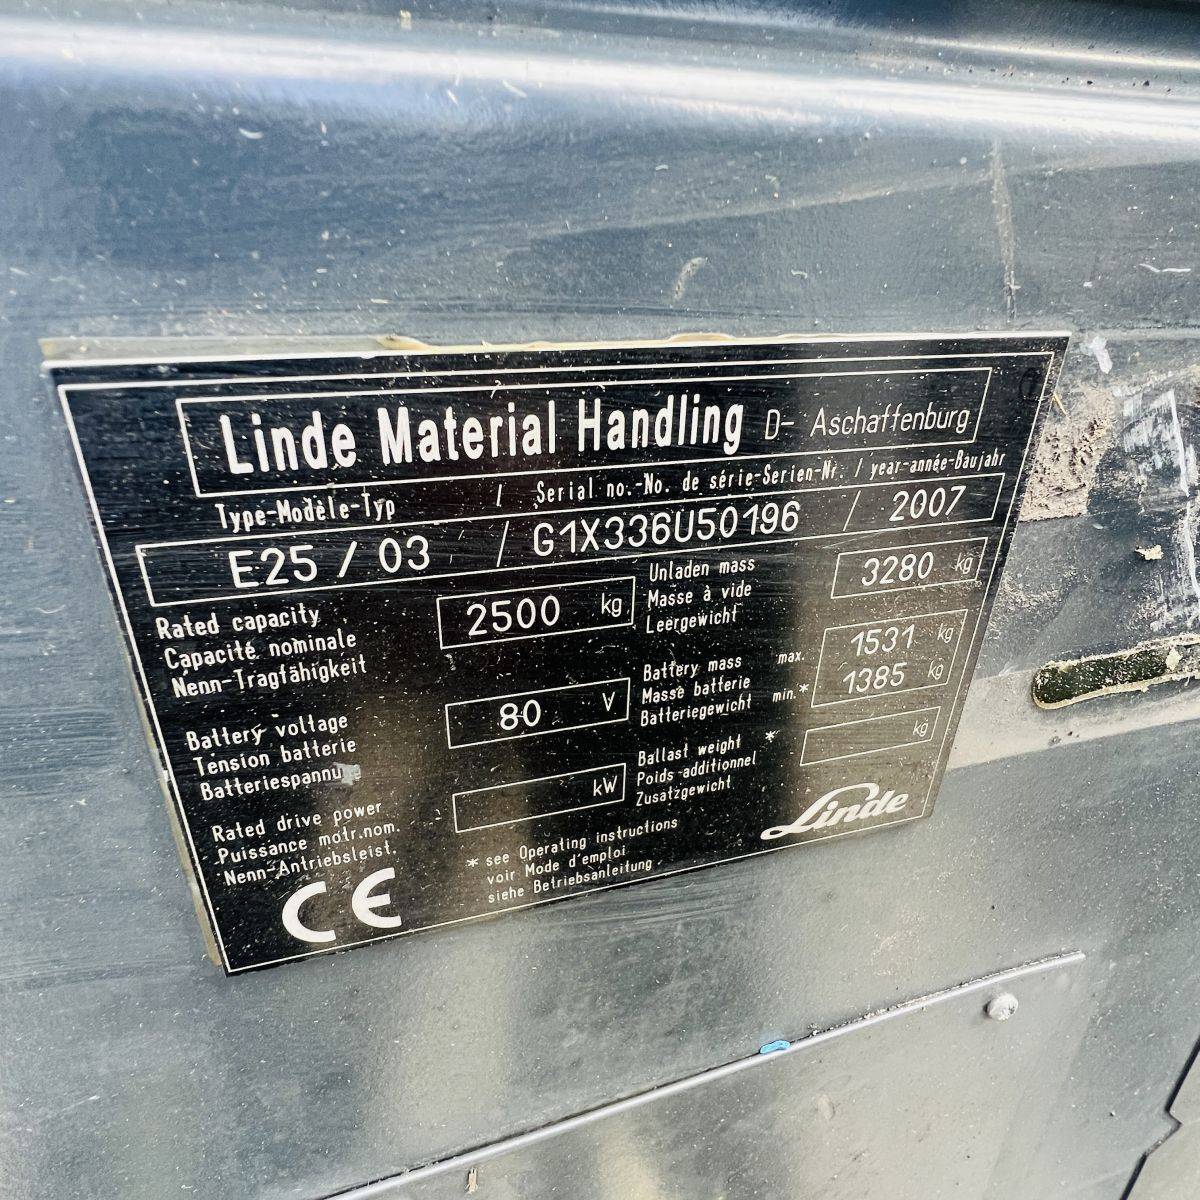 Linde Material Handling D- Aschaffenburg
Type-Modèle-Typ / Serial no.-No. de série-Serien-Nr. / year-année-Baujahr
E25 / 03 / G1X336U50196 / 2007
Rated capacity
Capacité nominale
Nenn-Tragfähigkeit
2500 kg
Unladen mass
Masse à vide
Leergewicht
3280 kg
Battery voltage
Tension batterie
Batteriespannung
80 V
Battery mass max.
Masse batterie
Batteriegewicht min.*
1531 kg
1385 kg
Rated drive power
Puissance motr.nom.
Nenn-Antriebsleist.
kW
Ballast weight *
Poids-additionnel
Zusatzgewicht
kg
CE
* see Operating instructions
voir Mode d'emploi
siehe Betriebsanleitung
Linde